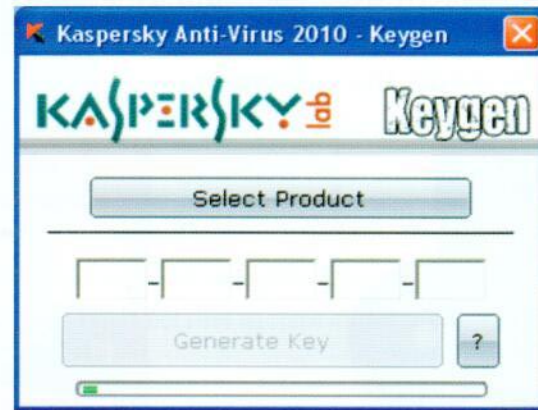 Kaspersky Anti-Virus 2010 - Keygen
KASPERSKY lab Keygen
Select Product
- - - -
Generate Key ?